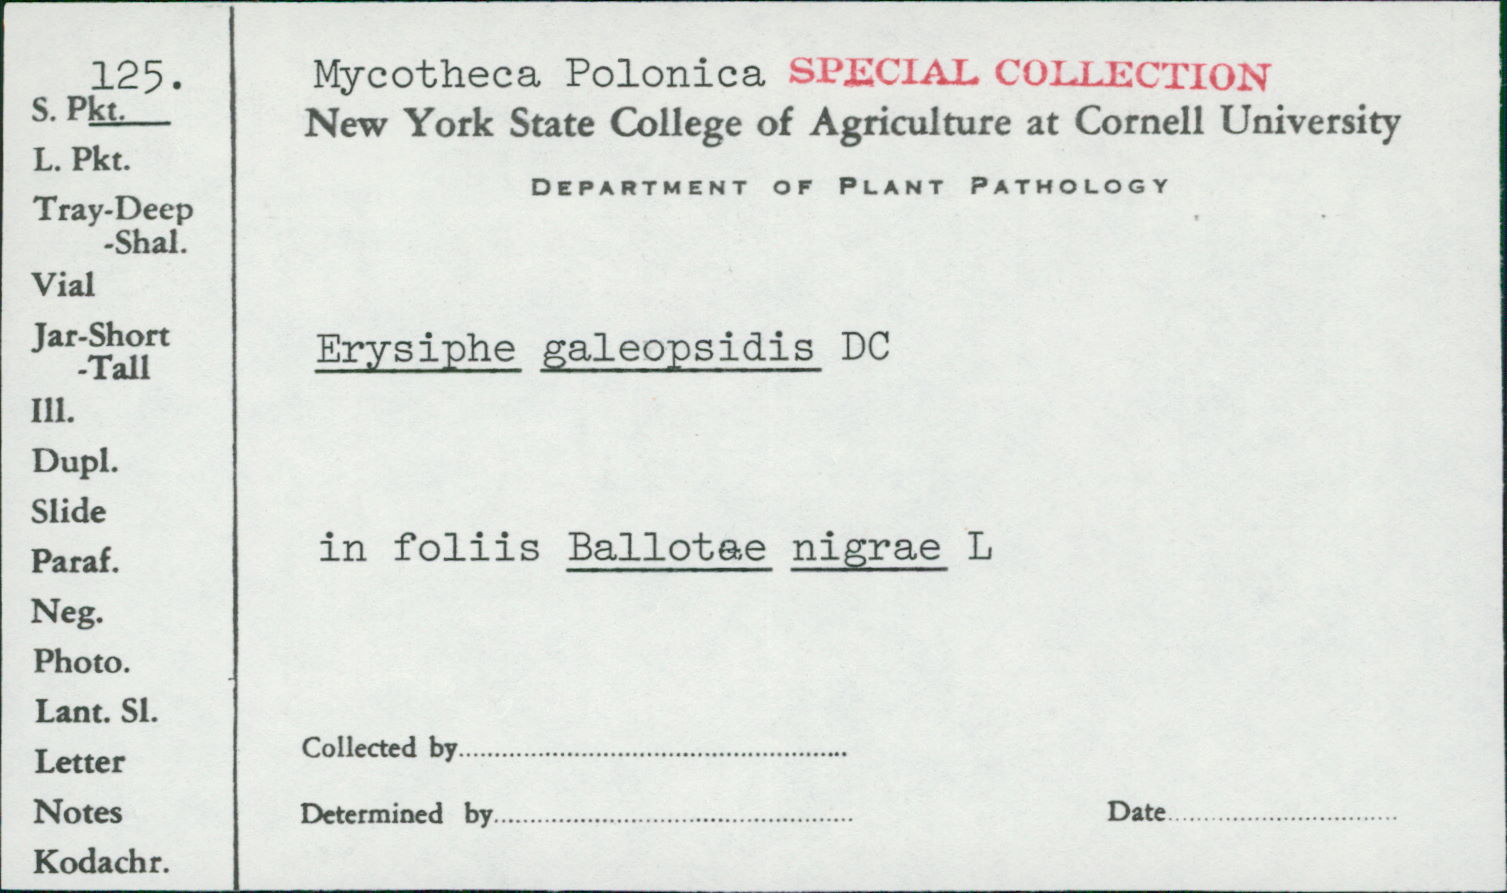 125.
S. Pkt.
L. Pkt.
Tray-Deep
-Shal.
Vial
Jar-Short
-Tall
Ill.
Dupl.
Slide
Paraf.
Neg.
Photo.
Lant. Sl.
Letter
Notes
Kodachr.
Mycotheca Polonica SPECIAL COLLECTION
New York State College of Agriculture at Cornell University
DEPARTMENT OF PLANT PATHOLOGY
Erysiphe galeopsidis DC
in foliis Ballotae nigrae L
Collected by
Determined by
Date